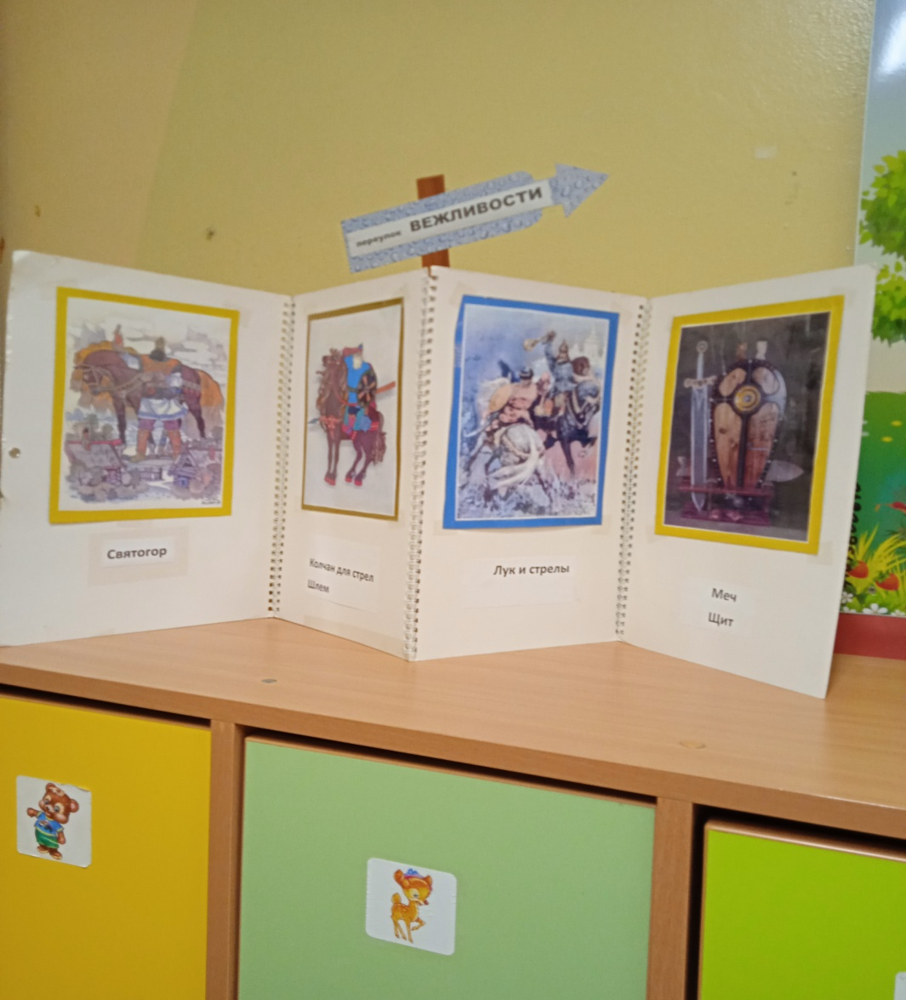 переулок ВЕЖЛИВОСТИ
Святогор
Колчан для стрел
Шлем
Лук и стрелы
Меч
Щит